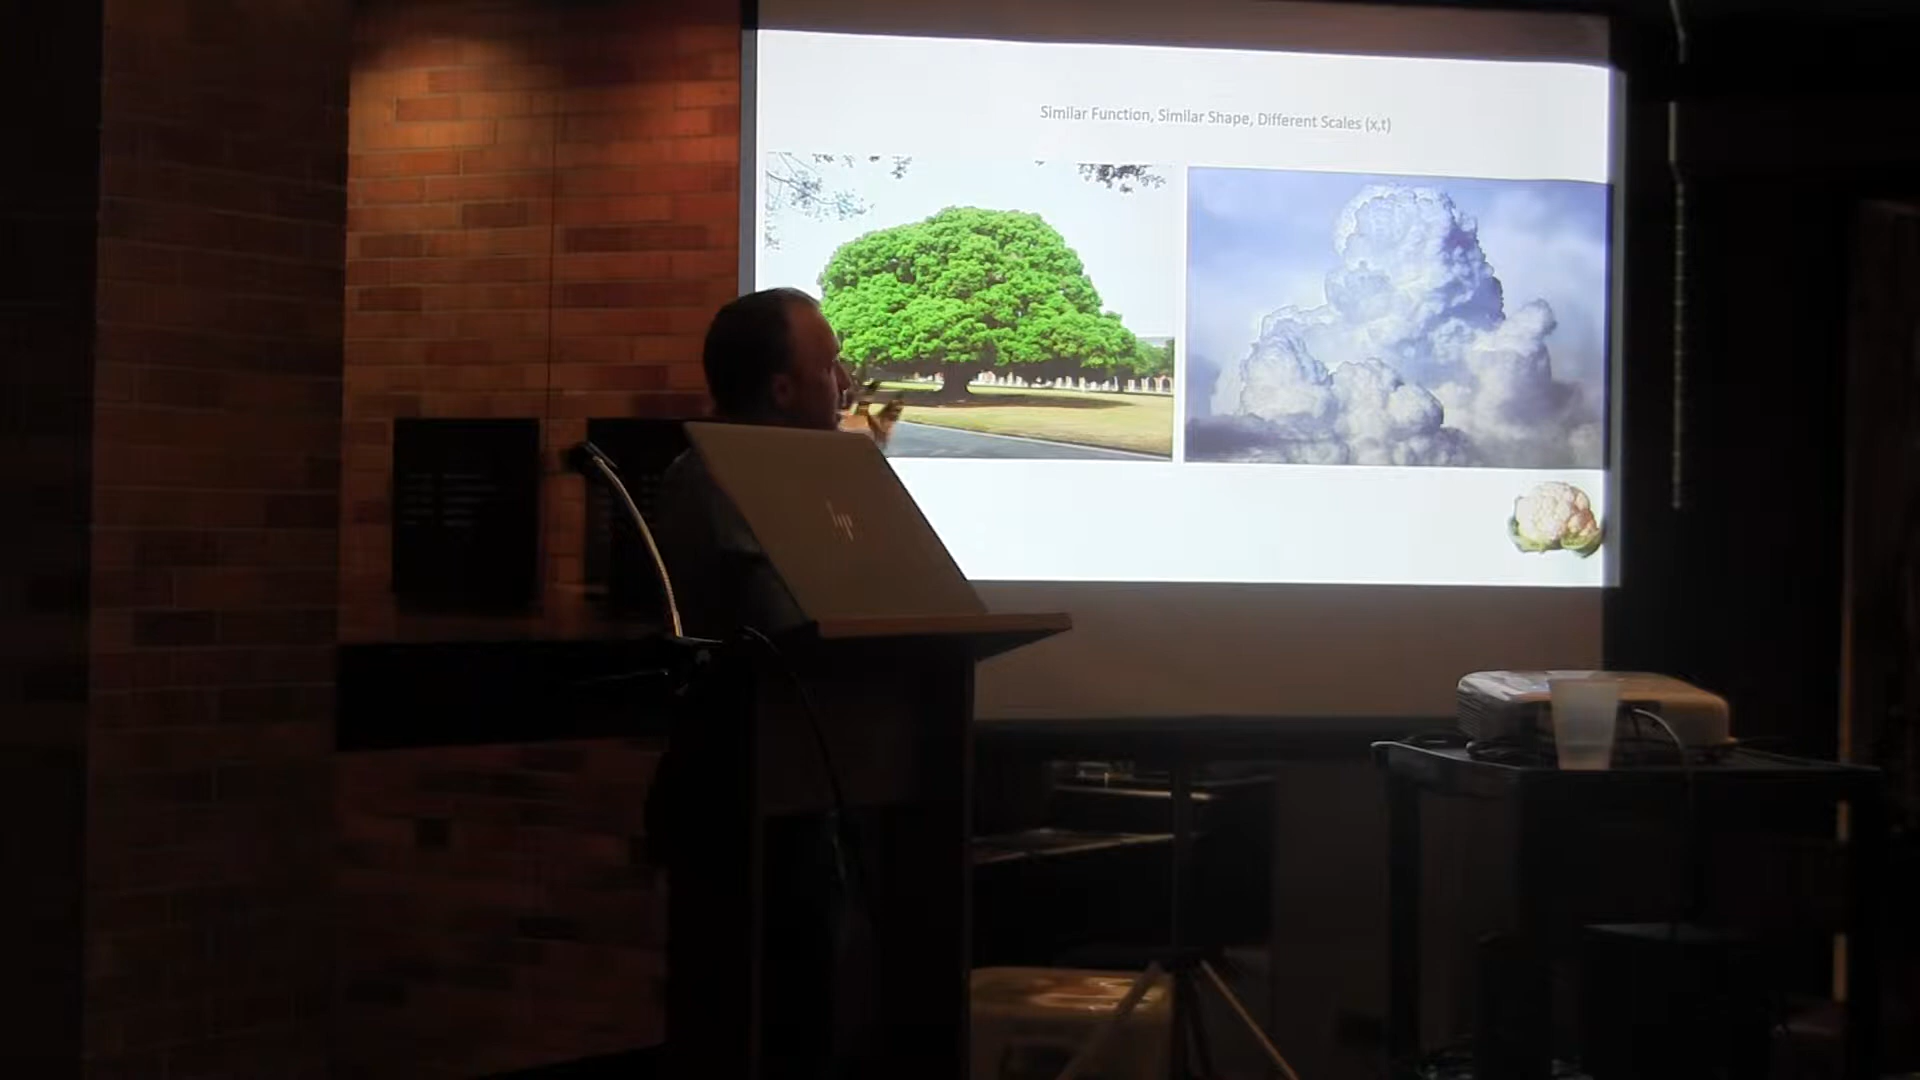 Similar Function, Similar Shape, Different Scales (x,t)
hp